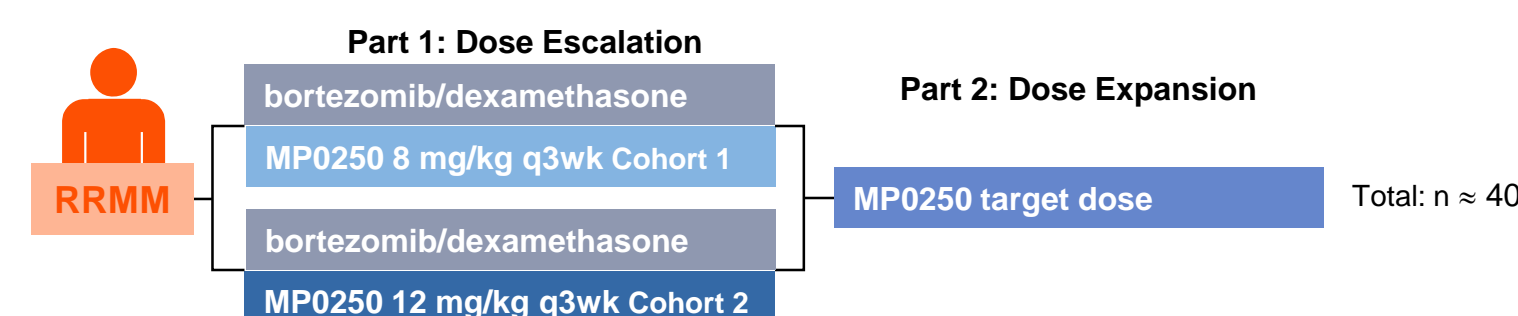 Part 1: Dose Escalation
bortezomib/dexamethasone
MP0250 8 mg/kg q3wk Cohort 1
RRMM
bortezomib/dexamethasone
MP0250 12 mg/kg q3wk Cohort 2
Part 2: Dose Expansion
MP0250 target dose
Total: n ≈ 40